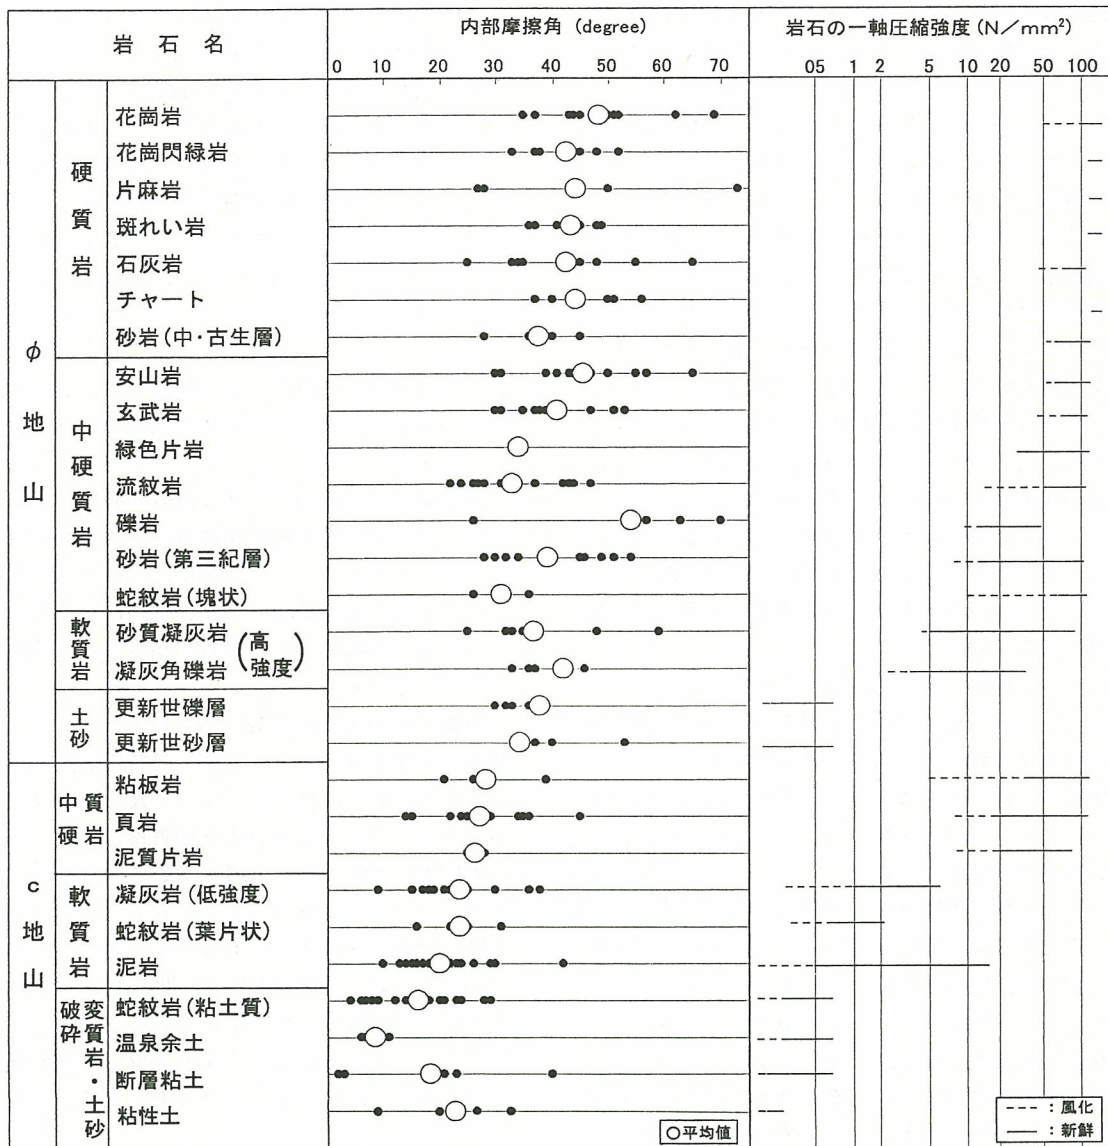 岩石名
内部摩擦角 (degree)
岩石の一軸圧縮強度 (N/mm²)
0 10 20 30 40 50 60 70
05 1 2 5 10 20 50 100
φ地山
硬質岩
花崗岩
花崗閃緑岩
片麻岩
斑れい岩
石灰岩
チャート
砂岩(中・古生層)
中硬質岩
安山岩
玄武岩
緑色片岩
流紋岩
礫岩
砂岩(第三紀層)
蛇紋岩(塊状)
軟質岩
砂質凝灰岩
凝灰角礫岩
(高強度)
土砂
更新世礫層
更新世砂層
c地山
中硬質岩
粘板岩
頁岩
泥質片岩
軟質岩
凝灰岩(低強度)
蛇紋岩(葉片状)
泥岩
破砕変質岩・土砂
蛇紋岩(粘土質)
温泉余土
断層粘土
粘性土
○平均値
---- : 風化
—— : 新鮮